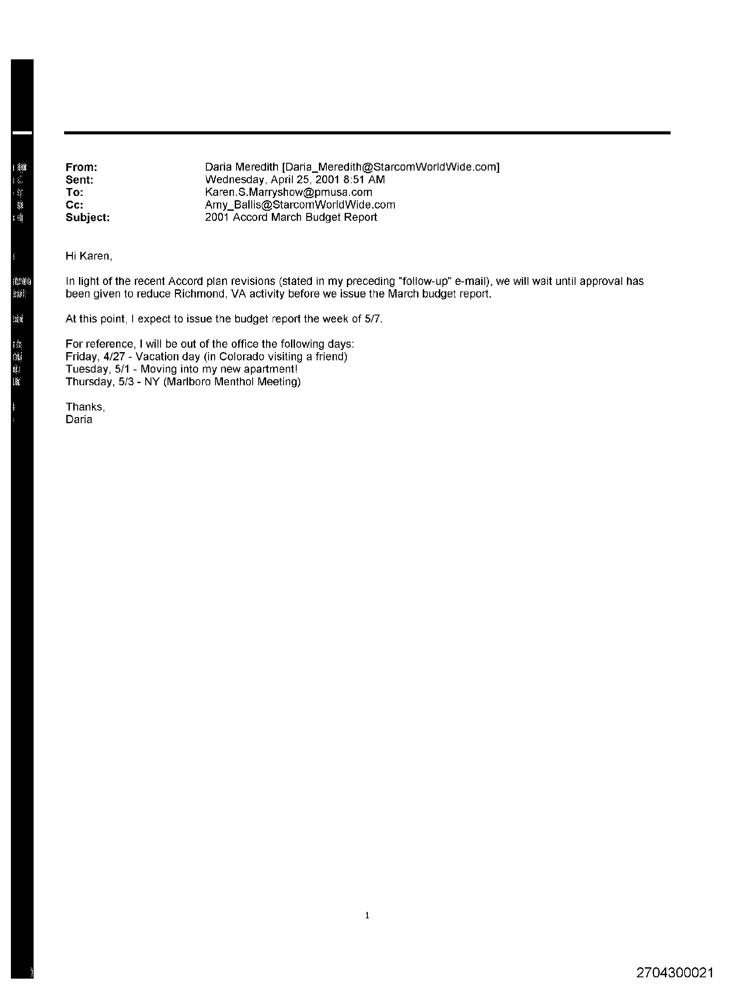 From: Daria Meredith [Daria_Meredith@StarcomWorldWide.com]
Sent: Wednesday, April 25, 2001 8:51 AM
To: Karen.S.Marryshow@pmusa.com
Cc: Amy_Ballis@StarcomWorldWide.com
Subject: 2001 Accord March Budget Report
Hi Karen,
In light of the recent Accord plan revisions (stated in my preceding "follow-up" e-mail), we will wait until approval has
been given to reduce Richmond, VA activity before we issue the March budget report.
At this point, I expect to issue the budget report the week of 5/7.
For reference, I will be out of the office the following days:
Friday, 4/27 - Vacation day (in Colorado visiting a friend)
Tuesday, 5/1 - Moving into my new apartment!
Thursday, 5/3 - NY (Marlboro Menthol Meeting)
Thanks,
Daria
1
2704300021